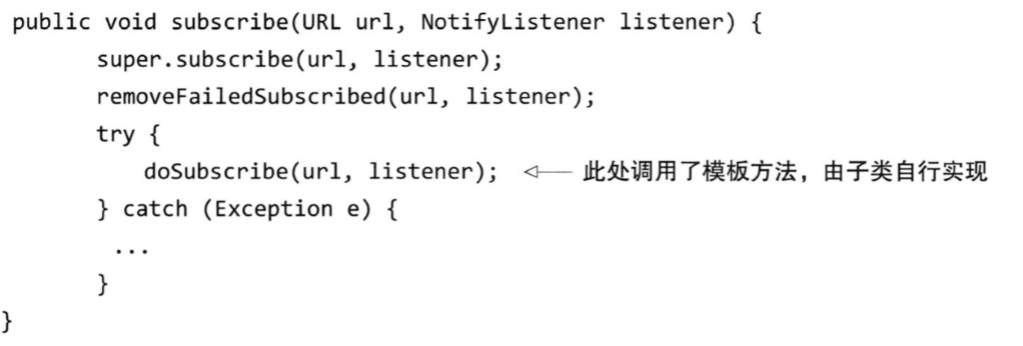 public void subscribe(URL url, NotifyListener listener) {
super.subscribe(url, listener);
removeFailedSubscribed(url, listener);
try {
doSubscribe(url, listener); ◁— 此处调用了模板方法，由子类自行实现
} catch (Exception e) {
...
}
}